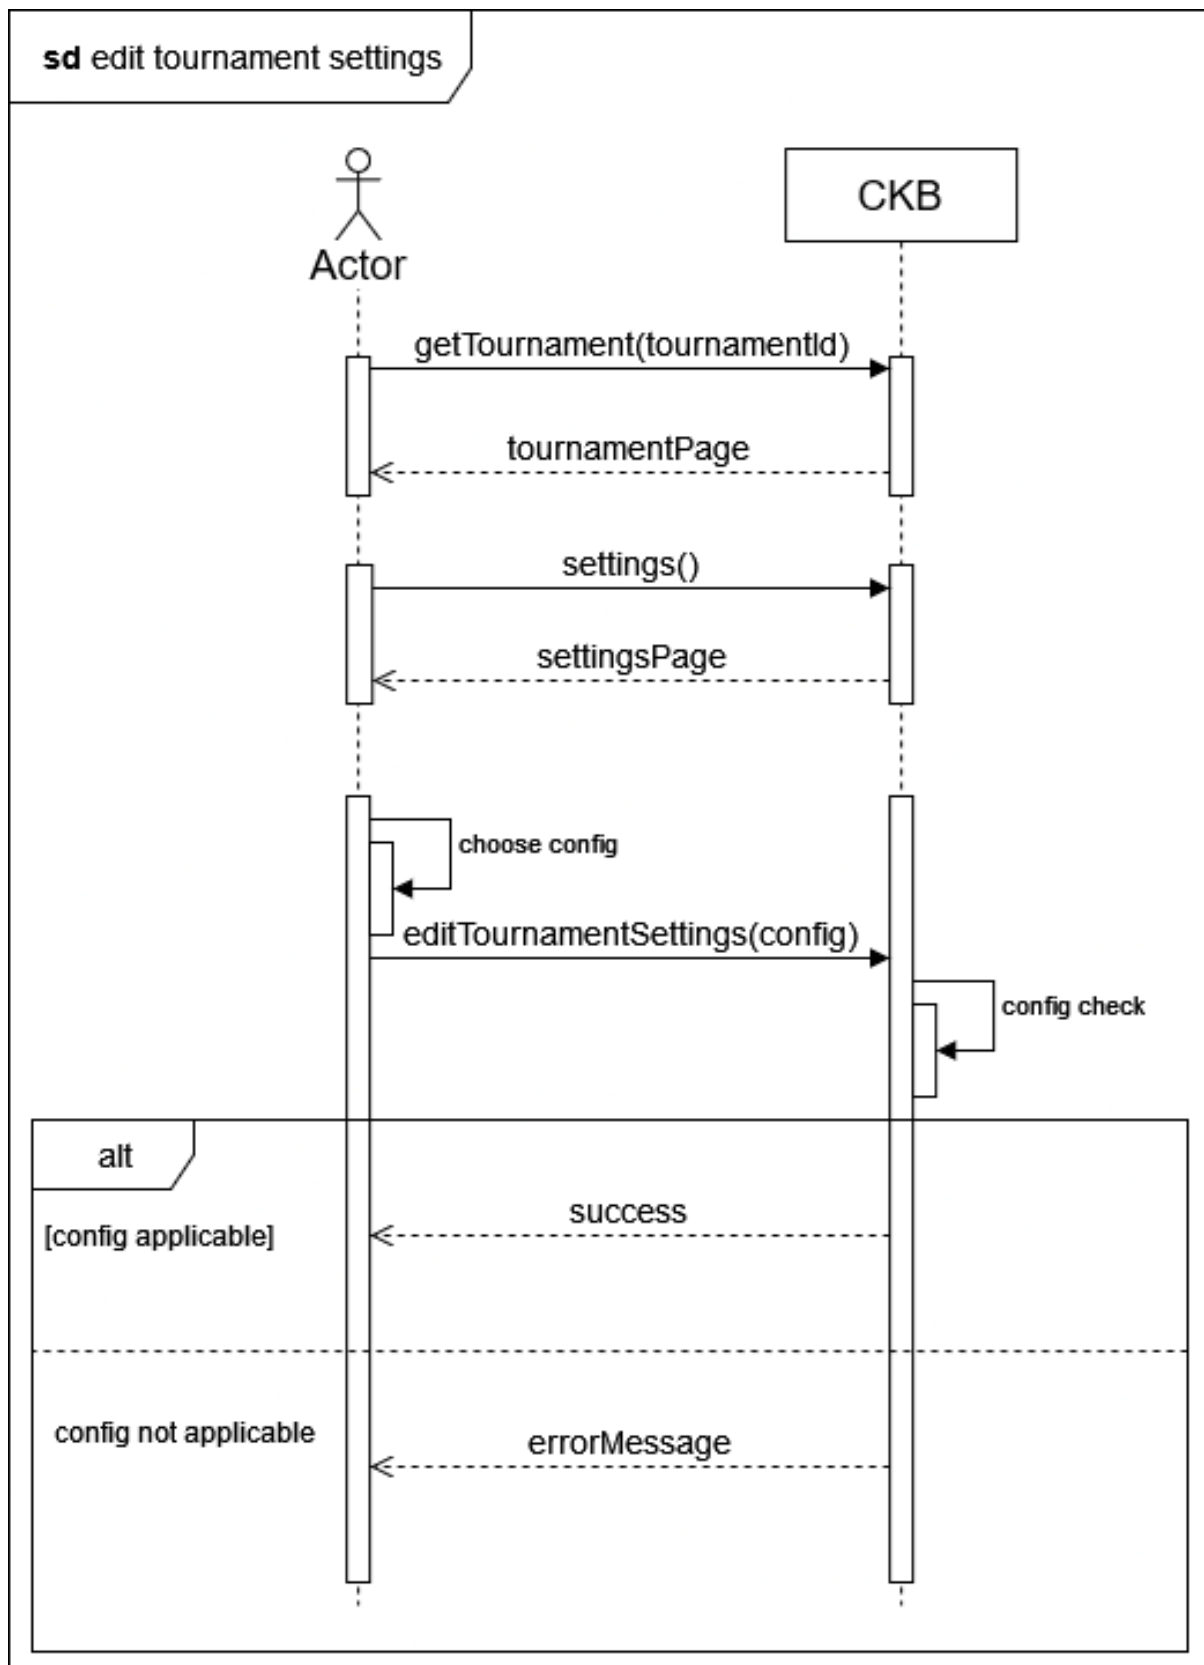 sd edit tournament settings
Actor
CKB
getTournament(tournamentId)
tournamentPage
settings()
settingsPage
choose config
editTournamentSettings(config)
config check
alt
success
[config applicable]
config not applicable
errorMessage